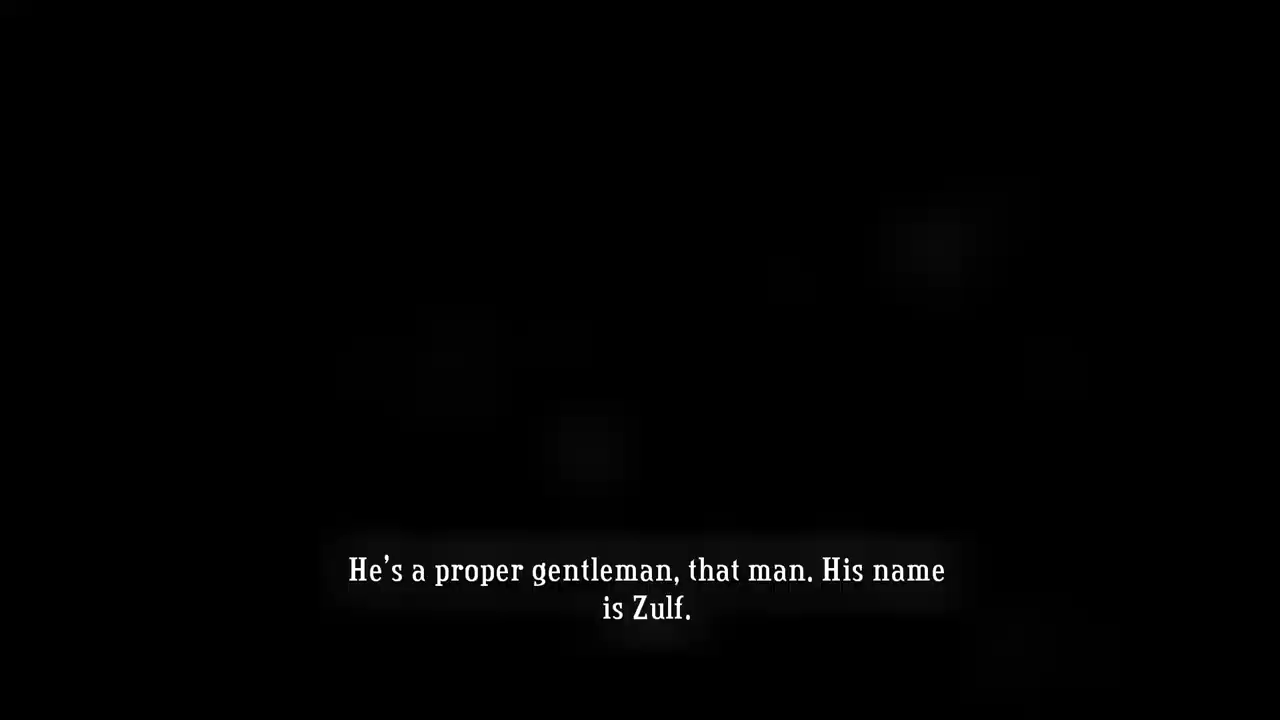 He's a proper gentleman, that man. His name
is Zulf.